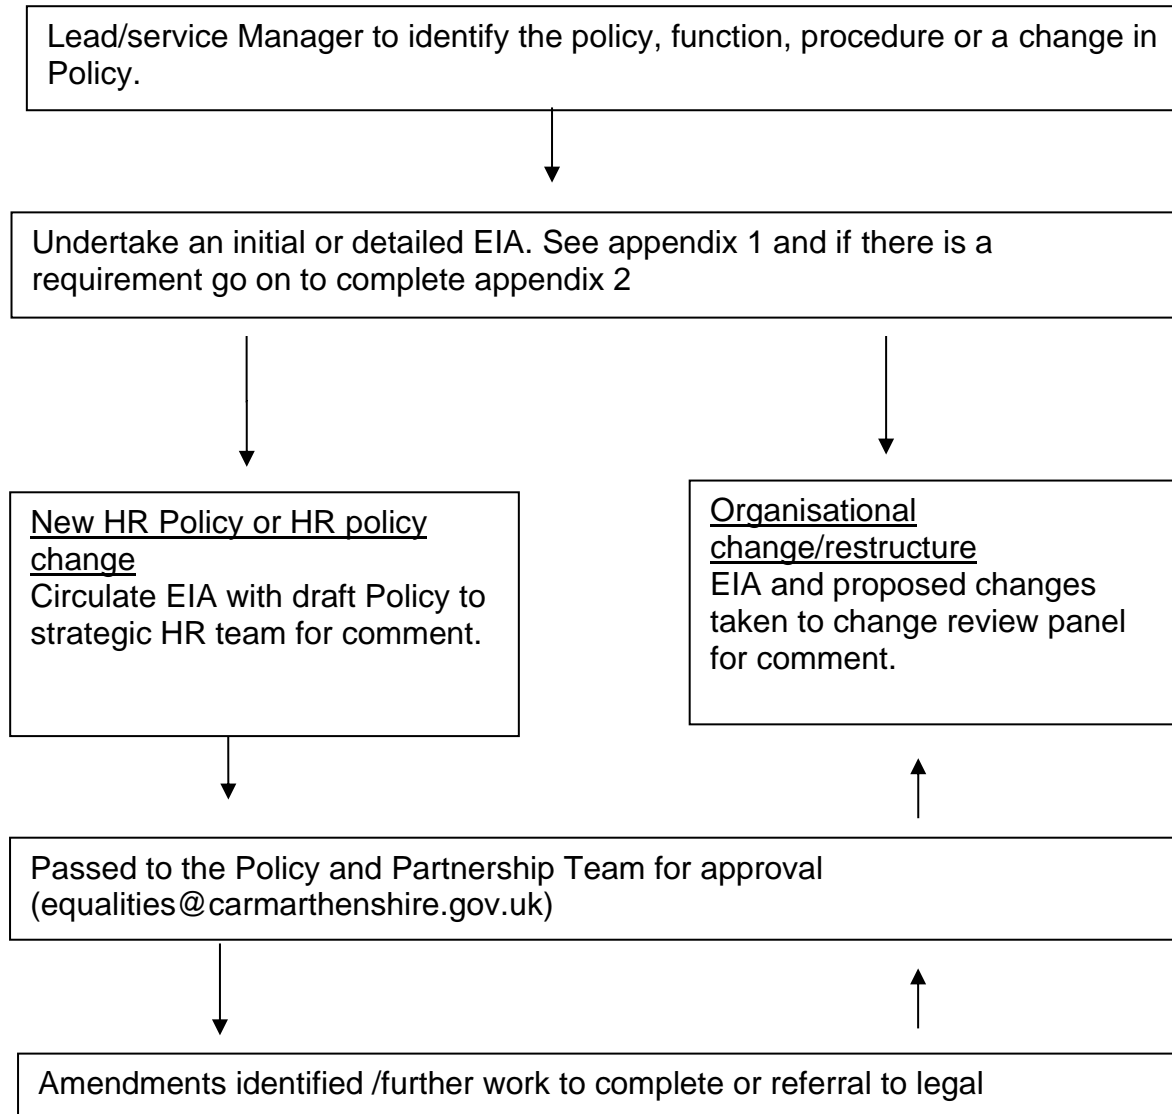 Lead/service Manager to identify the policy, function, procedure or a change in
Policy.
Undertake an initial or detailed EIA. See appendix 1 and if there is a
requirement go on to complete appendix 2
New HR Policy or HR policy
change
Circulate EIA with draft Policy to
strategic HR team for comment.
Organisational
change/restructure
EIA and proposed changes
taken to change review panel
for comment.
Passed to the Policy and Partnership Team for approval
(equalities@carmarthenshire.gov.uk)
Amendments identified /further work to complete or referral to legal